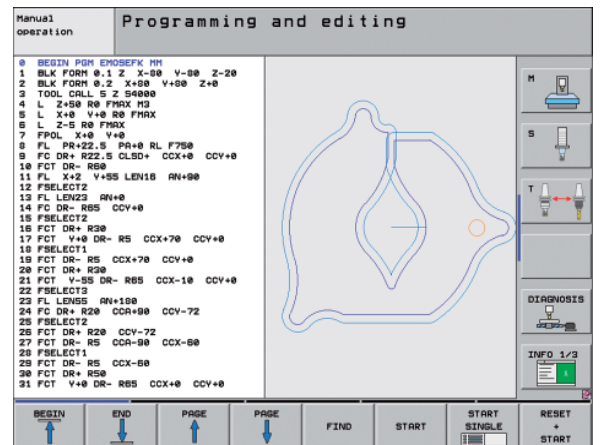 Manual
operation
Programming and editing
0 BEGIN PGM EMOSEFK MM
1 BLK FORM 0.1 Z X-80 Y-80 Z-20
2 BLK FORM 0.2 X+80 Y+80 Z+0
3 TOOL CALL 5 Z S4000
4 L Z+50 R0 FMAX M3
5 L X+0 Y+0 R0 FMAX
6 L Z-5 R0 FMAX
7 FPOL X+0 Y+0
8 FL PR+22.5 PA+0 RL F750
9 FC DR+ R22.5 CLSD+ CCX+0 CCY+0
10 FCT DR- R60
11 FL X+2 Y+55 LEN16 AN+90
12 FSELECT2
13 FL LEN23 AN+0
14 FC DR- R65 CCY+0
15 FSELECT2
16 FCT DR+ R30
17 FCT Y+0 DR- R5 CCX+70 CCY+0
18 FSELECT1
19 FCT DR- R5 CCX+70 CCY+0
20 FCT DR+ R30
21 FCT Y-55 DR- R65 CCX-10 CCY+0
22 FSELECT3
23 FL LEN55 AN+180
24 FC DR+ R20 CCA+90 CCY-72
25 FSELECT2
26 FCT DR+ R20 CCY-72
27 FCT DR- R5 CCA-90 CCX-60
28 FSELECT1
29 FCT DR- R5 CCX-60
30 FCT DR+ R50
31 FCT Y+0 DR- R65 CCX+0 CCY+0
M
S
T
DIAGNOSIS
INFO 1/3
1
BEGIN
END
PAGE
PAGE
FIND
START
START
SINGLE
RESET
+
START